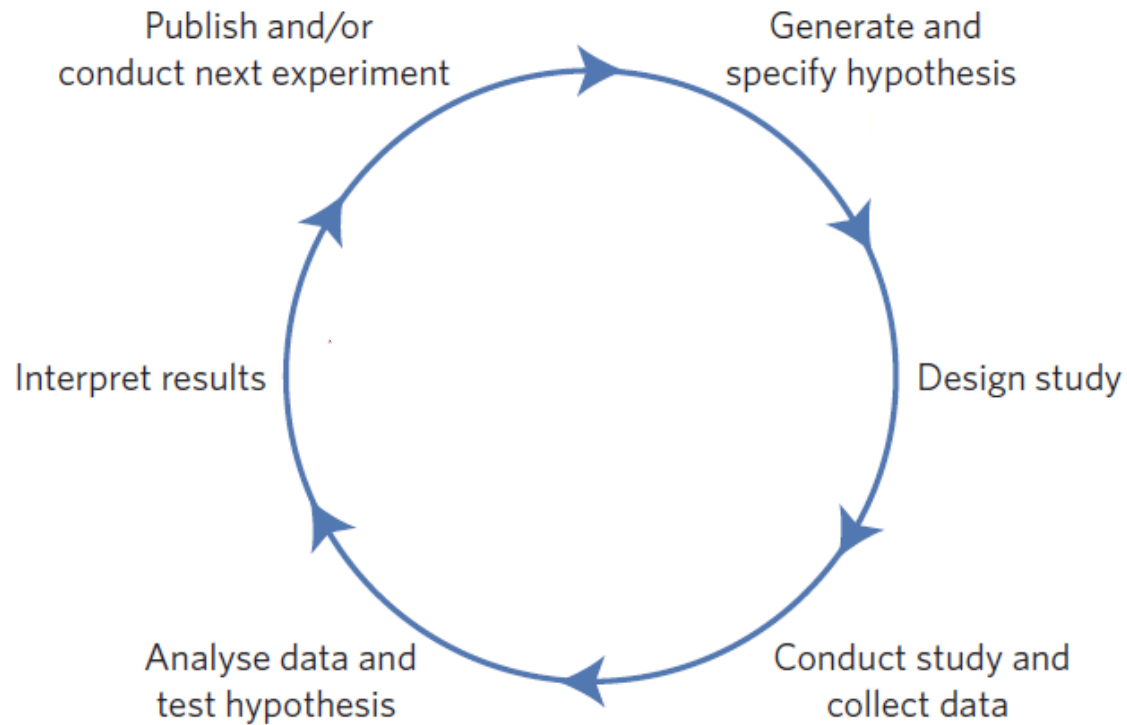 Publish and/or
conduct next experiment
Generate and
specify hypothesis
Design study
Conduct study and
collect data
Analyse data and
test hypothesis
Interpret results